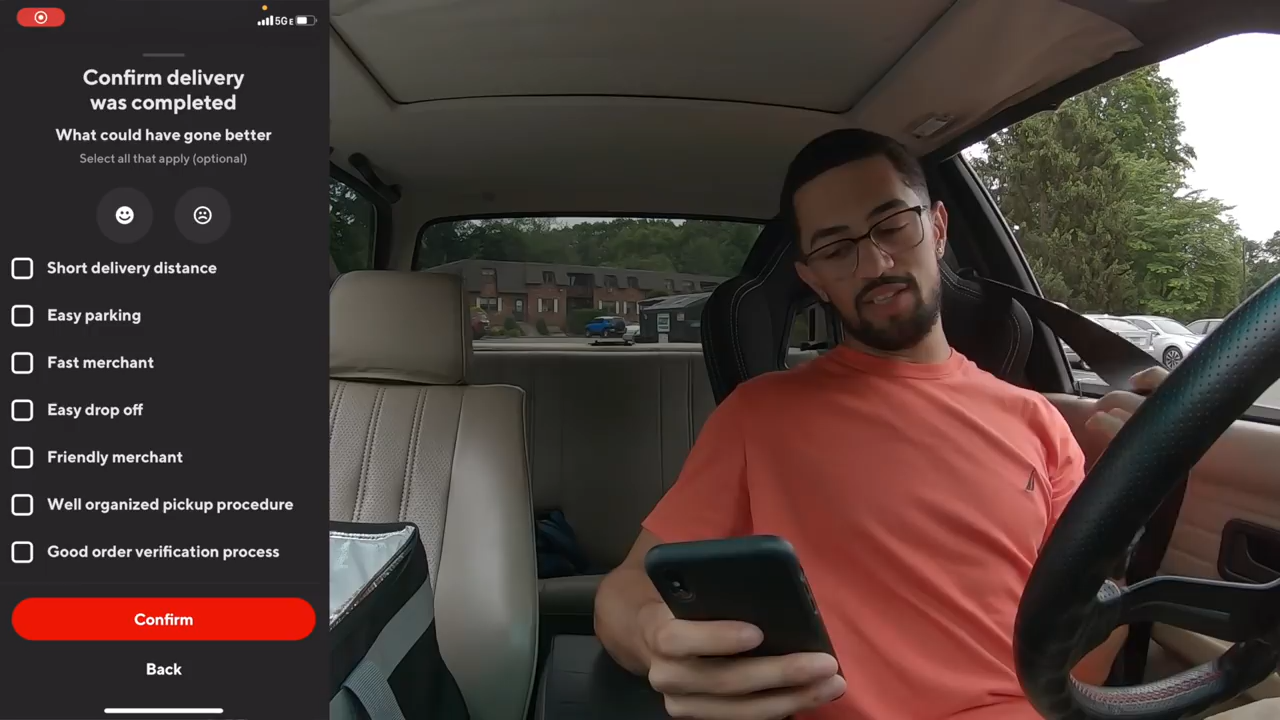 5G E
Confirm delivery
was completed
What could have gone better
Select all that apply (optional)
Short delivery distance
Easy parking
Fast merchant
Easy drop off
Friendly merchant
Well organized pickup procedure
Good order verification process
Confirm
Back